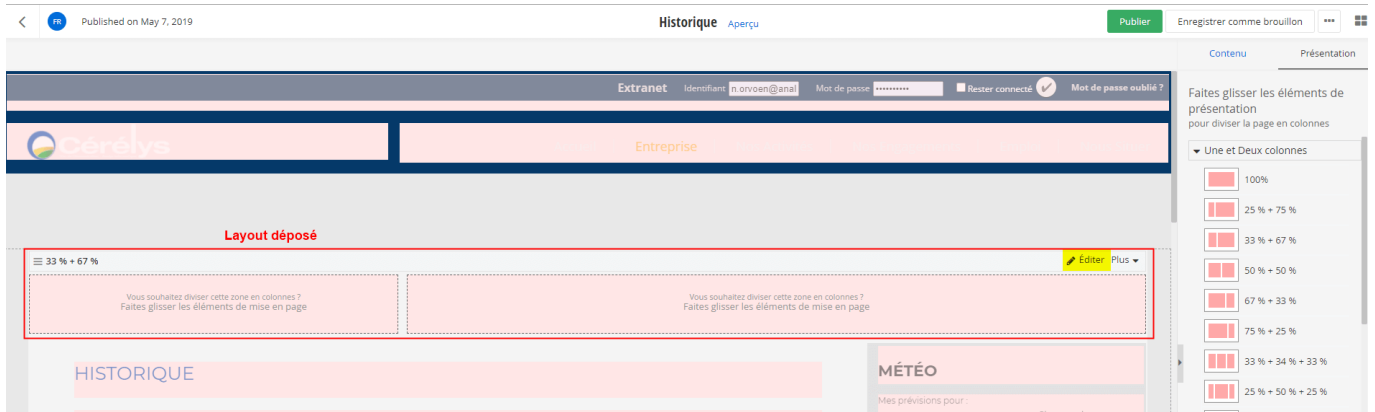 FR Published on May 7, 2019 Historique Aperçu Publier Enregistrer comme brouillon
Contenu Présentation
Extranet Identifiant n.orvoen@anal Mot de passe •••••••••• Rester connecté Mot de passe oublié ?
Faites glisser les éléments de
présentation
pour diviser la page en colonnes
Cérélys Entreprise
Une et Deux colonnes
100%
25 % + 75 %
33 % + 67 %
50 % + 50 %
67 % + 33 %
75 % + 25 %
33 % + 34 % + 33 %
25 % + 50 % + 25 %
Layout déposé
33 % + 67 % Éditer Plus
Vous souhaitez diviser cette zone en colonnes ?
Faites glisser les éléments de mise en page
Vous souhaitez diviser cette zone en colonnes ?
Faites glisser les éléments de mise en page
HISTORIQUE
MÉTÉO
Mes prévisions pour :